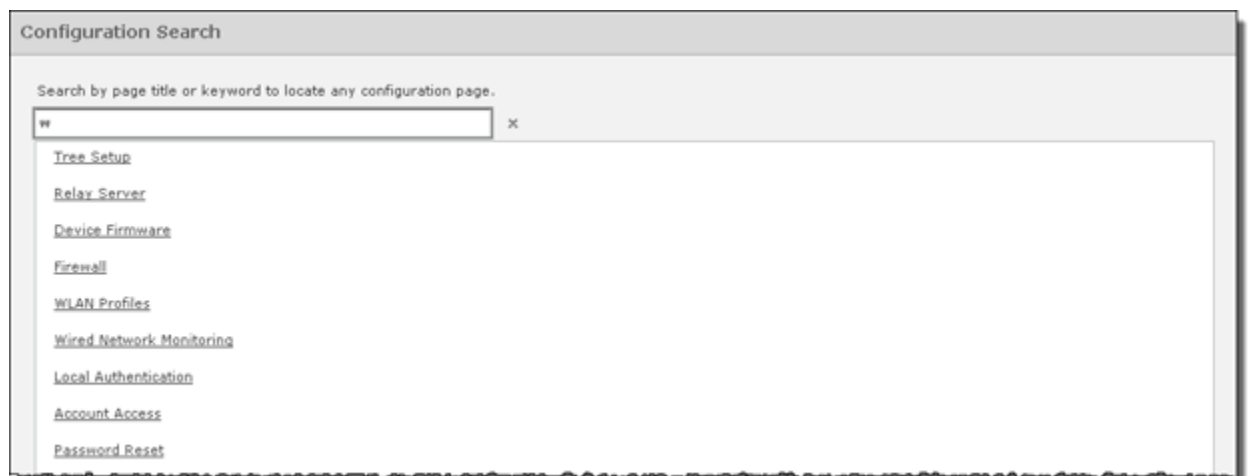 Configuration Search
Search by page title or keyword to locate any configuration page.
w
×
Tree Setup
Relay Server
Device Firmware
Firewall
WLAN Profiles
Wired Network Monitoring
Local Authentication
Account Access
Password Reset